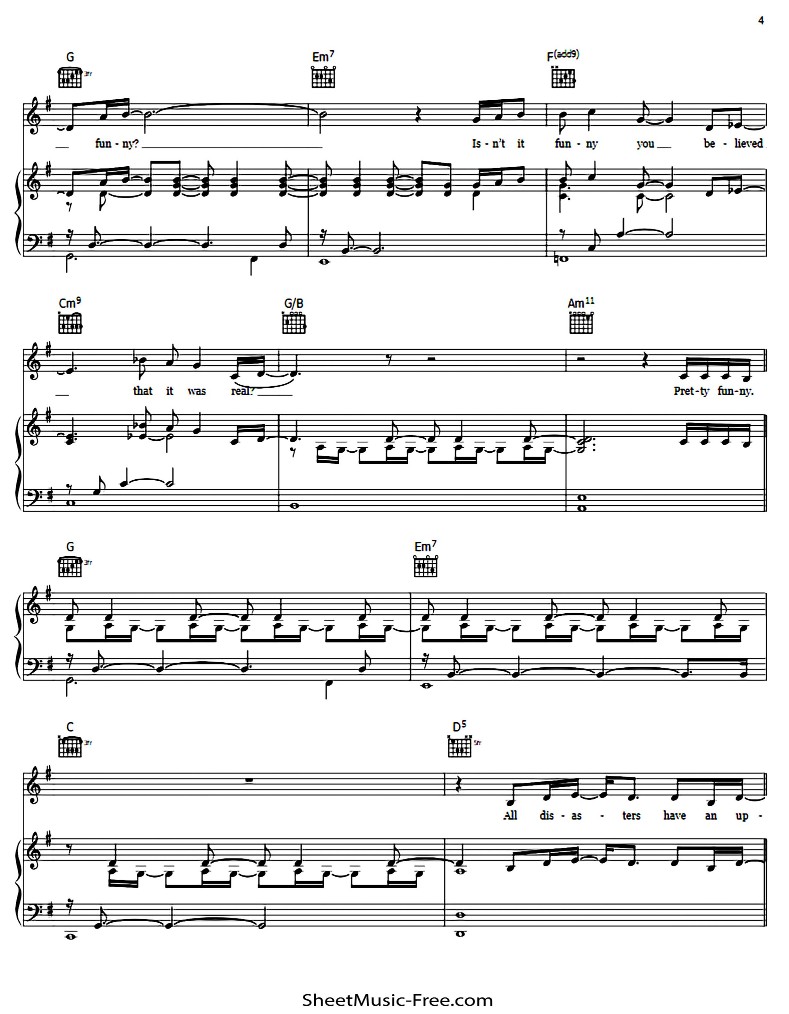 4
G Em7 F(add9)
3fr
fun - ny? Is - n't it fun - ny you be - lieved
Cm9 G/B Am11
that it was real? Pret-ty fun-ny.
G Em7
3fr
C D5
3fr 5fr
All dis - as - ters have an up -
SheetMusic-Free.com